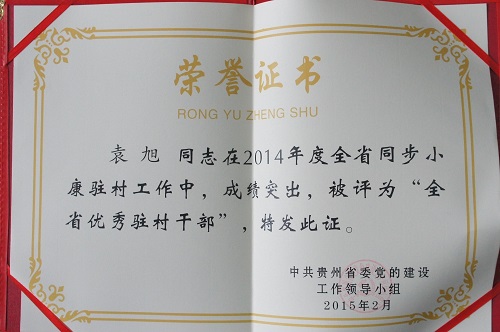 荣誉证书
RONG YU ZHENG SHU
袁旭 同志在2014年度全省同步小
康驻村工作中，成绩突出，被评为“全
省优秀驻村干部”，特发此证。
中共贵州省委党的建设
工作领导小组
2015年2月